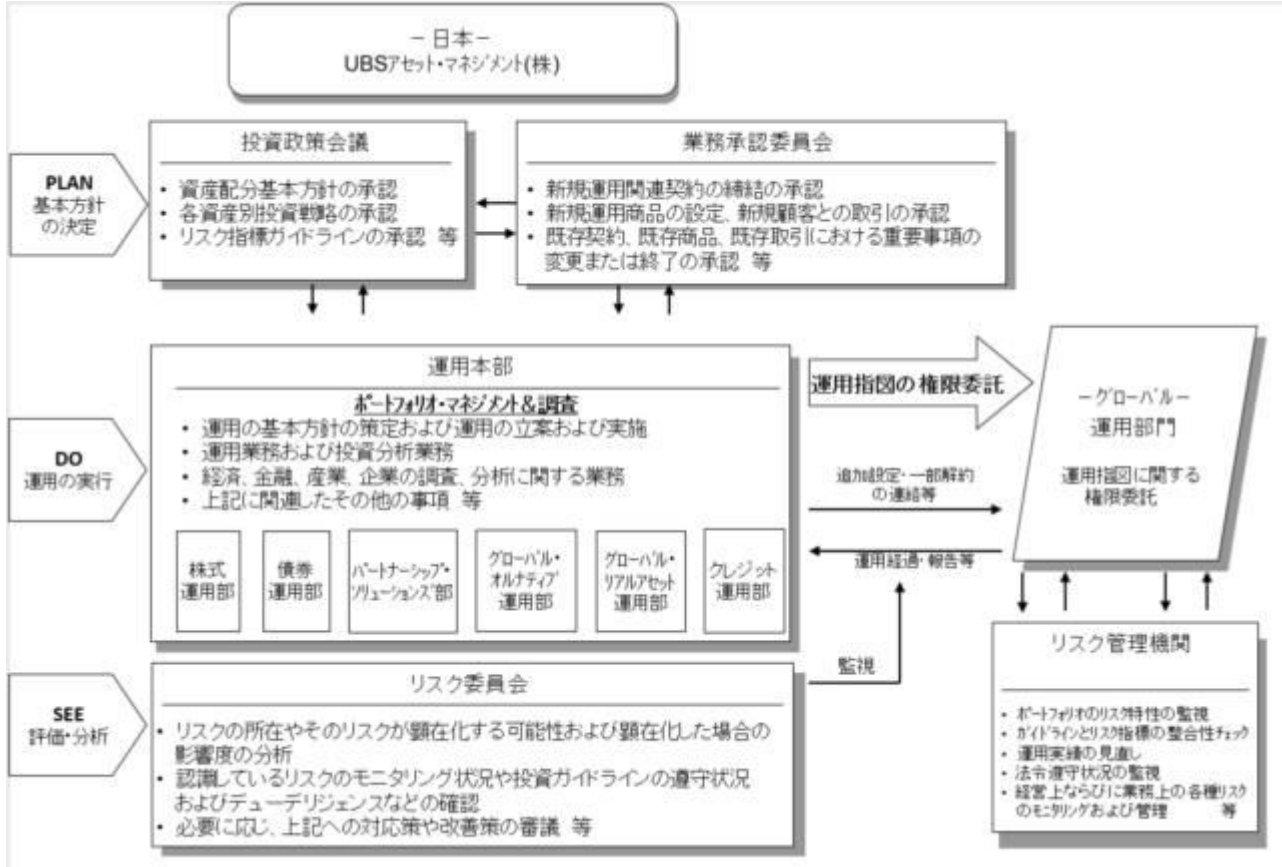 －日本－
UBSアセット・マネジメント(株)
投資政策会議
・ 資産配分基本方針の承認
・ 各資産別投資戦略の承認
・ リスク指標ガイドラインの承認 等
業務承認委員会
・ 新規運用関連契約の締結の承認
・ 新規運用商品の設定、新規顧客との取引の承認
・ 既存契約、既存商品、既存取引における重要事項の
変更または終了の承認 等
PLAN
基本方針
の決定
運用本部
ポートフォリオ・マネジメント＆調査
・ 運用の基本方針の策定および運用の立案および実施
・ 運用業務および投資分析業務
・ 経済、金融、産業、企業の調査、分析に関する業務
・ 上記に関連したその他の事項 等
DO
運用の実行
株式
運用部
債券
運用部
パートナーシップ・
ソリューションズ部
グローバル・
オルナティブ
運用部
グローバル・
リアルアセット
運用部
クレジット
運用部
運用指図の権限委託
追加設定・一部解約
の連絡等
運用経過・報告等
－グローバル－
運用部門
運用指図に関する
権限委託
監視
リスク委員会
・ リスクの所在やそのリスクが顕在化する可能性および顕在化した場合の
影響度の分析
・ 認識しているリスクのモニタリング状況や投資ガイドラインの遵守状況
およびデューデリジェンスなどの確認
・ 必要に応じ、上記への対応策や改善策の審議 等
SEE
評価・分析
リスク管理機関
・ ポートフォリオのリスク特性の監視
・ ガイドラインとリスク指標の整合性チェック
・ 運用実績の見直し
・ 法令遵守状況の監視
・ 経営上ならびに業務上の各種リスク
のモニタリングおよび管理 等